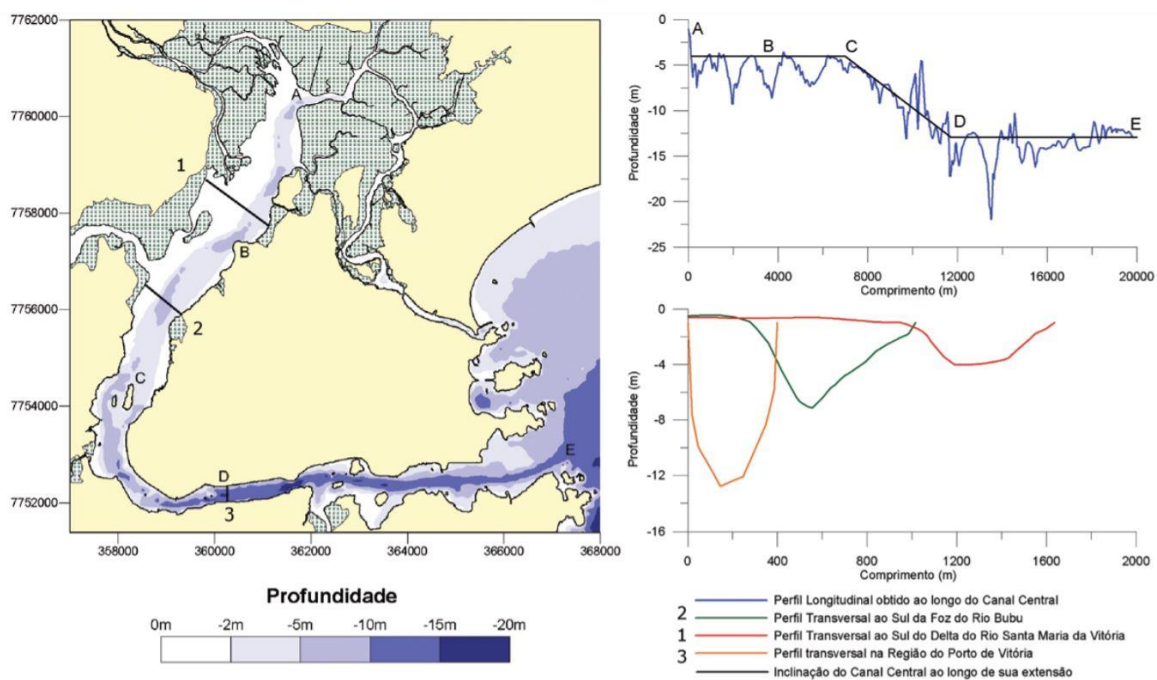 7762000
7760000
7758000
7756000
7754000
7752000
A
1
B
2
C
D
3
E
358000 360000 362000 364000 366000 368000
Profundidade
0m -2m -5m -10m -15m -20m
0
-5
-10
-15
-20
-25
Profundidade (m)
A B C D E
0 4000 8000 12000 16000 20000
Comprimento (m)
0
-4
-8
-12
-16
Profundidade (m)
0 400 800 1200 1600 2000
Comprimento (m)
Perfil Longitudinal obtido ao longo do Canal Central
2 Perfil Transversal ao Sul da Foz do Rio Bubu
1 Perfil Transversal ao Sul do Delta do Rio Santa Maria da Vitória
3 Perfil transversal na Região do Porto de Vitória
Inclinação do Canal Central ao longo de sua extensão